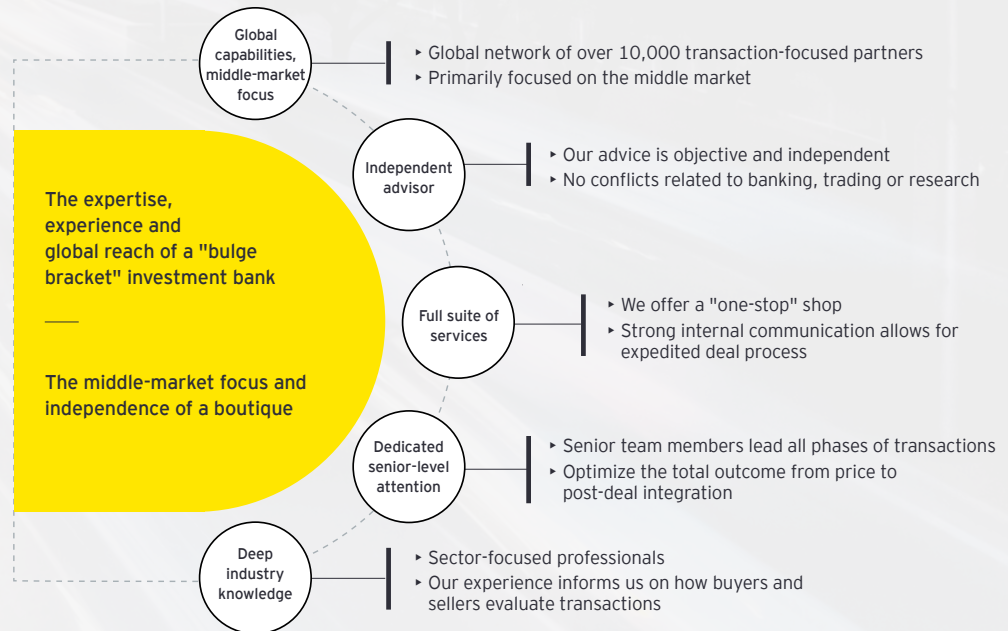 Global
capabilities,
middle-market
focus
‣ Global network of over 10,000 transaction-focused partners
‣ Primarily focused on the middle market
Independent
advisor
‣ Our advice is objective and independent
‣ No conflicts related to banking, trading or research
The expertise,
experience and
global reach of a "bulge
bracket" investment bank
The middle-market focus and
independence of a boutique
Full suite of
services
‣ We offer a "one-stop" shop
‣ Strong internal communication allows for
expedited deal process
Dedicated
senior-level
attention
‣ Senior team members lead all phases of transactions
‣ Optimize the total outcome from price to
post-deal integration
Deep
industry
knowledge
‣ Sector-focused professionals
‣ Our experience informs us on how buyers and
sellers evaluate transactions